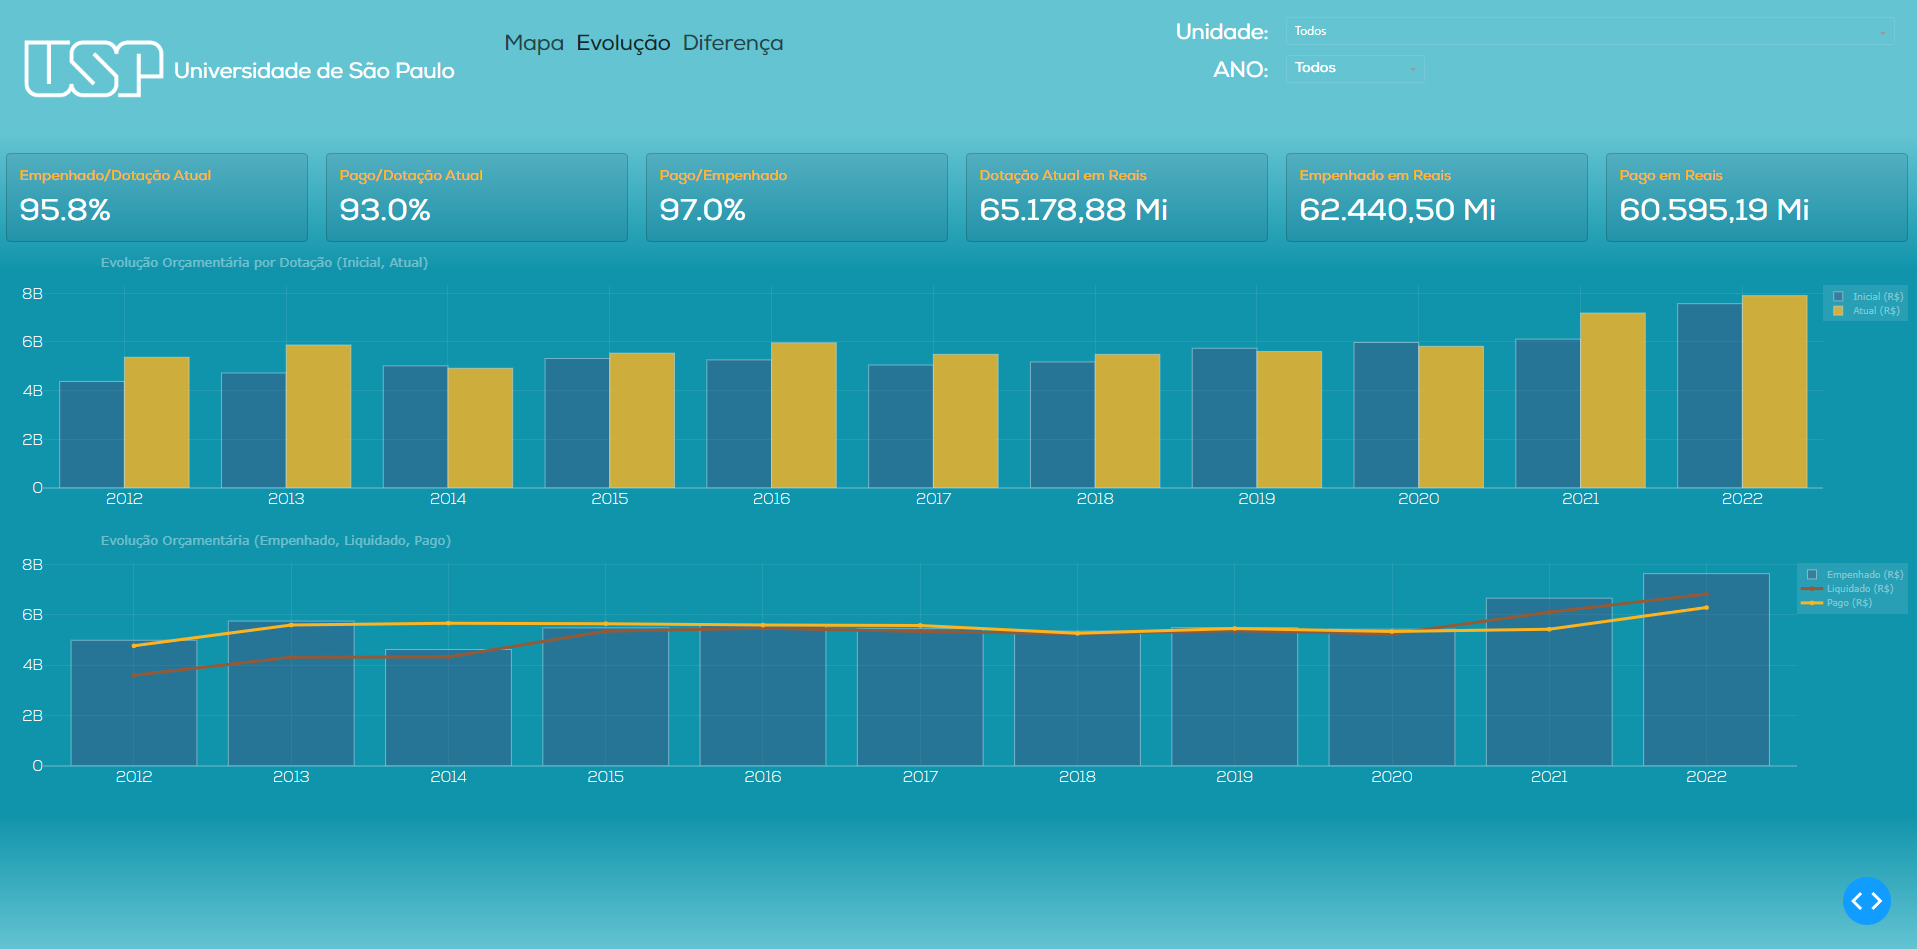 USP
Universidade de São Paulo
Mapa Evolução Diferença
Unidade: Todos
ANO: Todos
Empenhado/Dotação Atual
95.8%
Pago/Dotação Atual
93.0%
Pago/Empenhado
97.0%
Dotação Atual em Reais
65.178,88 Mi
Empenhado em Reais
62.440,50 Mi
Pago em Reais
60.595,19 Mi
Evolução Orçamentária por Dotação (Inicial, Atual)
8B
6B
4B
2B
0
2012 2013 2014 2015 2016 2017 2018 2019 2020 2021 2022
Inicial (R$)
Atual (R$)
Evolução Orçamentária (Empenhado, Liquidado, Pago)
8B
6B
4B
2B
0
2012 2013 2014 2015 2016 2017 2018 2019 2020 2021 2022
Empenhado (R$)
Liquidado (R$)
Pago (R$)